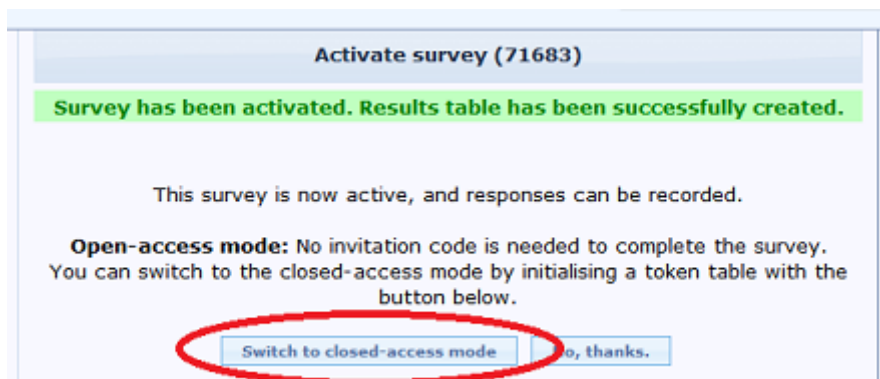 Activate survey (71683)
Survey has been activated. Results table has been successfully created.
This survey is now active, and responses can be recorded.
Open-access mode: No invitation code is needed to complete the survey.
You can switch to the closed-access mode by initialising a token table with the
button below.
Switch to closed-access mode
thanks.